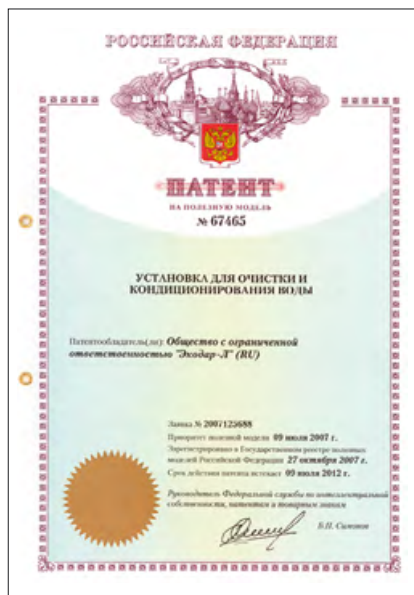 РОССИЙСКАЯ ФЕДЕРАЦИЯ
ПАТЕНТ
НА ПОЛЕЗНУЮ МОДЕЛЬ
№ 67465
УСТАНОВКА ДЛЯ ОЧИСТКИ И
КОНДИЦИОНИРОВАНИЯ ВОДЫ
Патентообладатель(ли): Общество с ограниченной
ответственностью "Экодар-Л" (RU)
Заявка № 2007125688
Приоритет полезной модели 09 июля 2007 г.
Зарегистрировано в Государственном реестре полезных
моделей Российской Федерации 27 октября 2007 г.
Срок действия патента истекает 09 июля 2012 г.
Руководитель Федеральной службы по интеллектуальной
собственности, патентам и товарным знакам
Б.П. Симонов